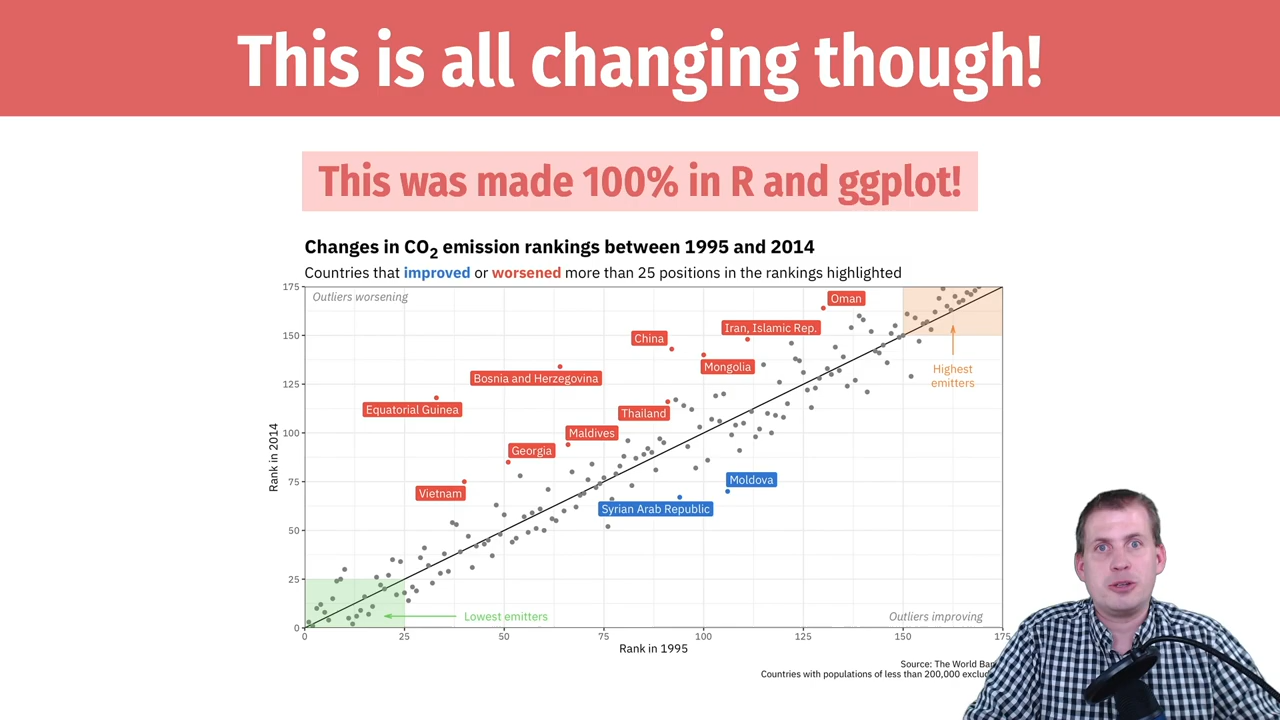 This is all changing though!
This was made 100% in R and ggplot!
Changes in CO2 emission rankings between 1995 and 2014
Countries that improved or worsened more than 25 positions in the rankings highlighted
Outliers worsening
Oman
Iran, Islamic Rep.
China
Mongolia
Bosnia and Herzegovina
Equatorial Guinea
Thailand
Maldives
Georgia
Vietnam
Moldova
Syrian Arab Republic
Highest
emitters
Lowest emitters
Outliers improving
175
150
125
100
75
50
25
0
Rank in 2014
0 25 50 75 100 125 150 175
Rank in 1995
Source: The World
Countries with populations of less than 200,000